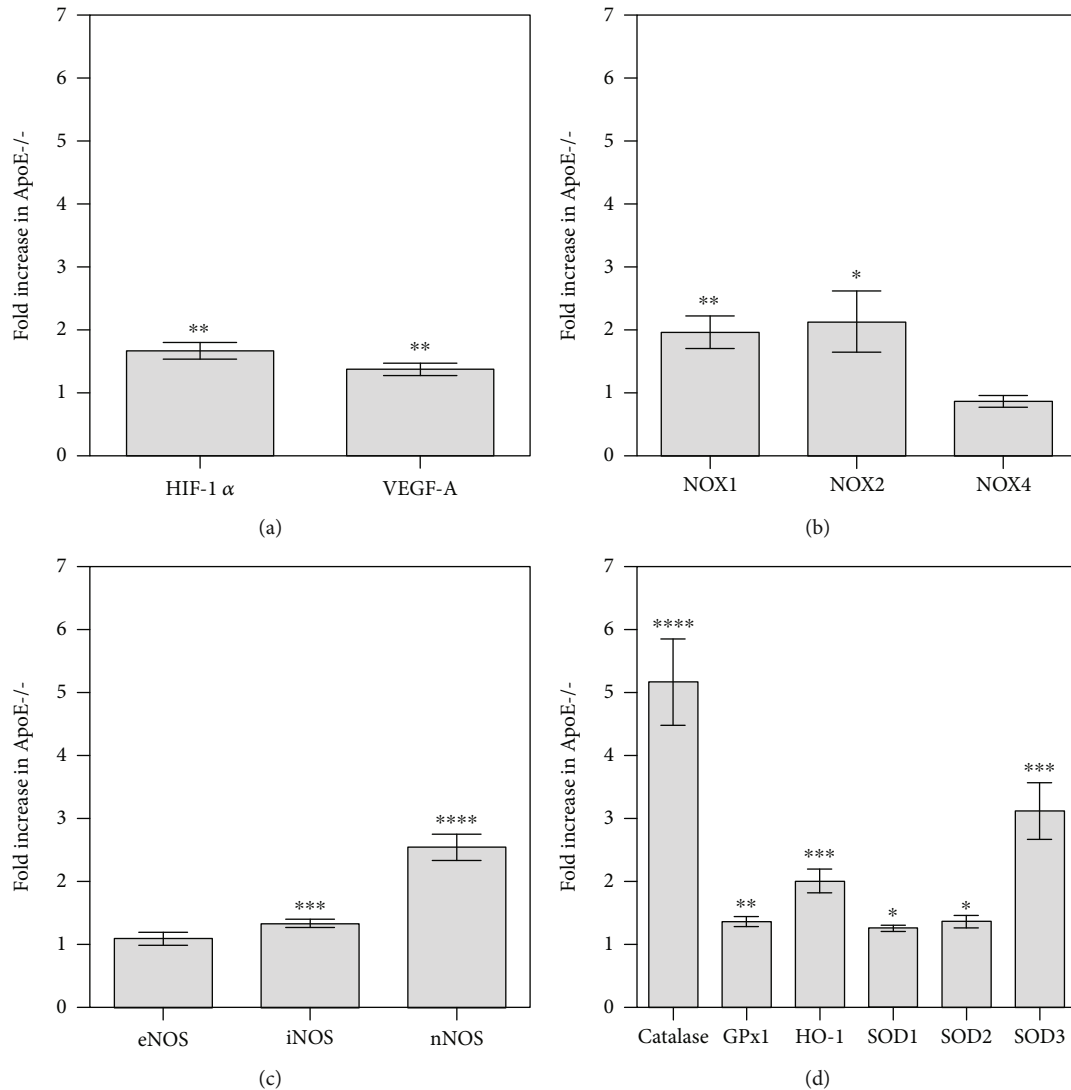 7
6
5
4
3
2
1
0
Fold increase in ApoE-/-
** **
HIF-1 α VEGF-A
(a)
7
6
5
4
3
2
1
0
Fold increase in ApoE-/-
** *
NOX1 NOX2 NOX4
(b)
7
6
5
4
3
2
1
0
Fold increase in ApoE-/-
*** ****
eNOS iNOS nNOS
(c)
7
6
5
4
3
2
1
0
Fold increase in ApoE-/-
**** ** *** * * ***
Catalase GPx1 HO-1 SOD1 SOD2 SOD3
(d)